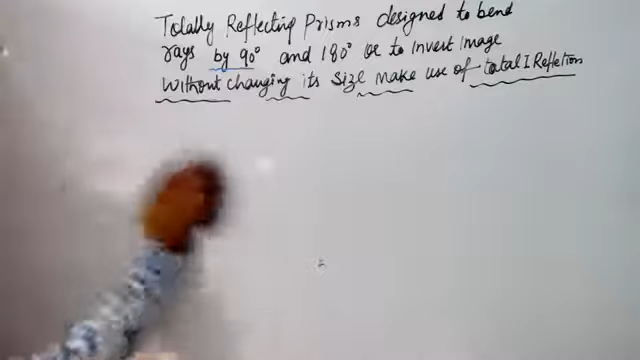 Totally Reflecting Prisms designed to bend
rays by 90° and 180° or to Invert Image
Without changing its size make use of total I Refletion